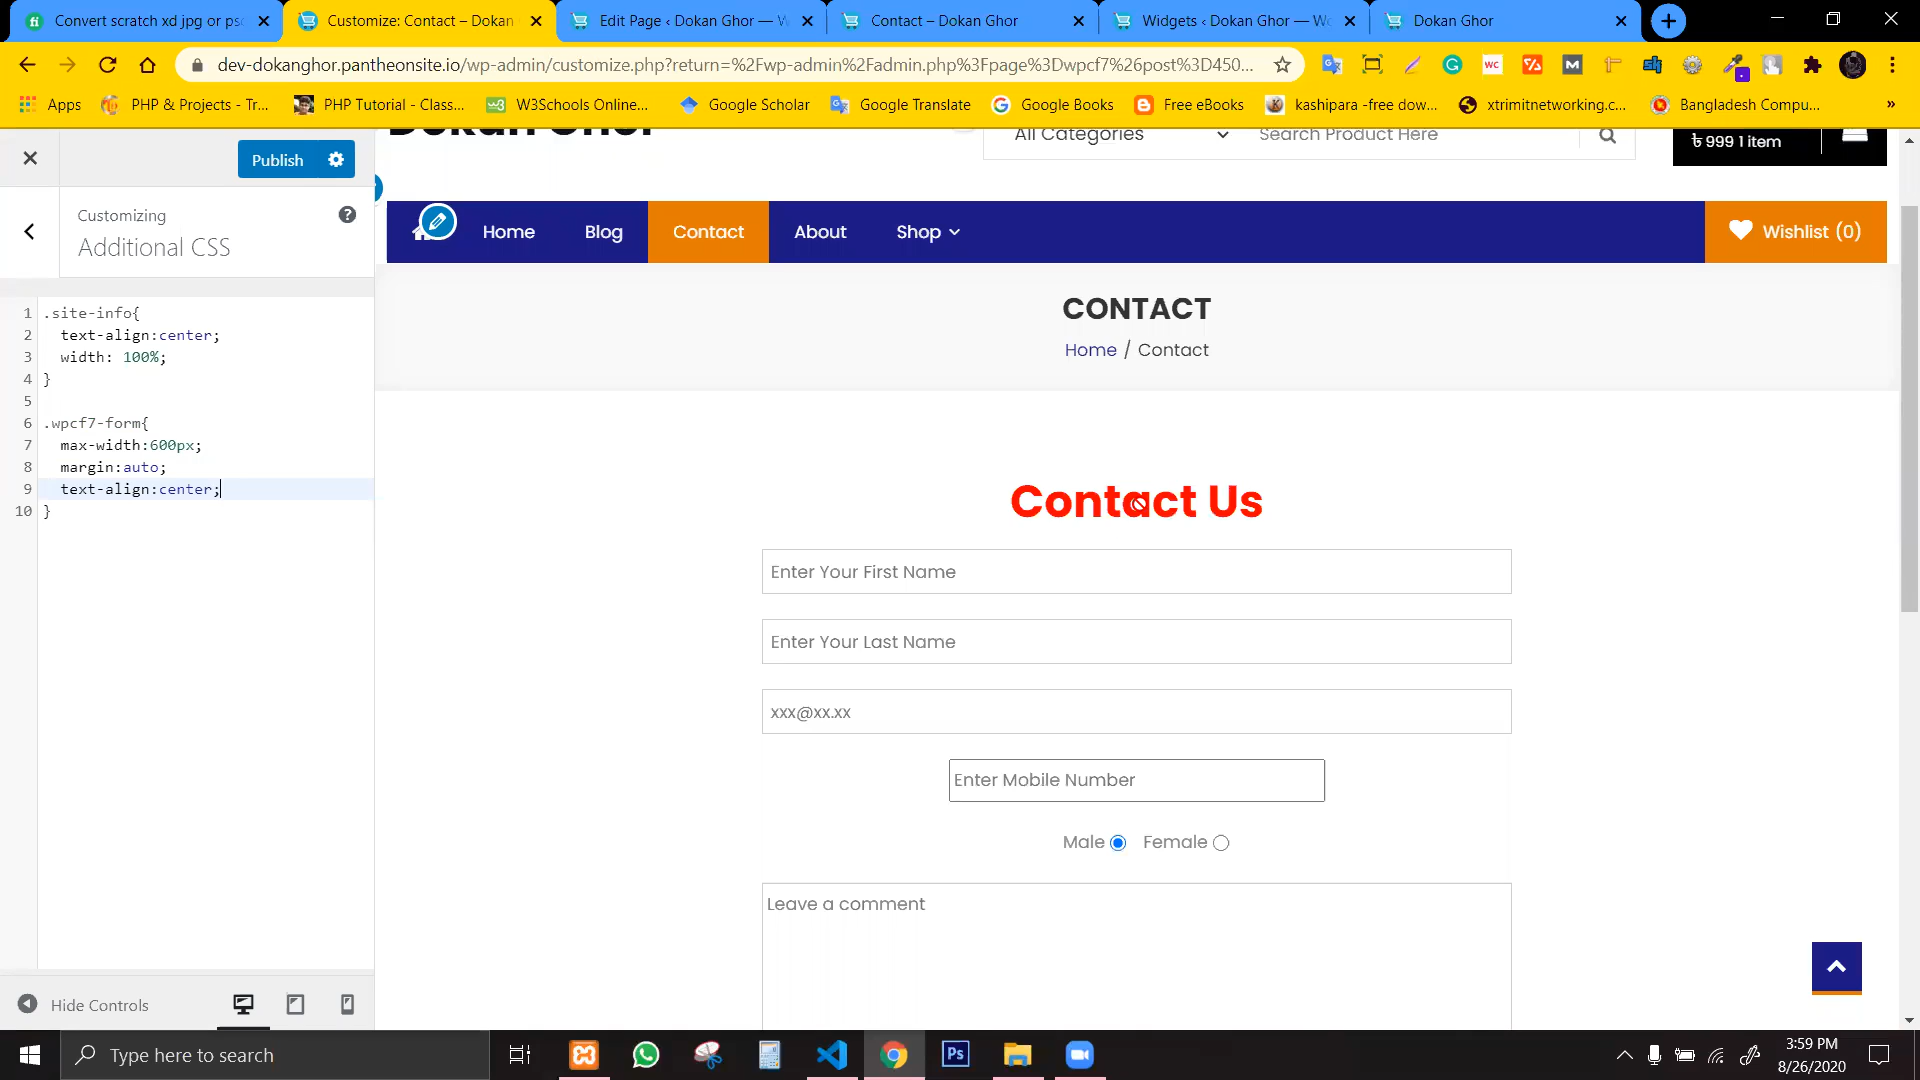 Convert scratch xd jpg or psd
Customize: Contact – Dokan
Edit Page ‹ Dokan Ghor — W
Contact – Dokan Ghor
Widgets ‹ Dokan Ghor — Wo
Dokan Ghor
dev-dokanghor.pantheonsite.io/wp-admin/customize.php?return=%2Fwp-admin%2Fadmin.php%3Fpage%3Dwpcf7%26post%3D450...
Apps
PHP & Projects - Tr...
PHP Tutorial - Class...
W3Schools Online...
Google Scholar
Google Translate
Google Books
Free eBooks
kashipara -free dow...
xtrimitnetworking.c...
Bangladesh Compu...
»
Publish
Customizing
Additional CSS
1 .site-info{
2 text-align:center;
3 width: 100%;
4 }
5
6 .wpcf7-form{
7 max-width:600px;
8 margin:auto;
9 text-align:center;
10 }
Hide Controls
Dokan Ghor
All Categories
Search Product Here
৳ 999 1 item
Home
Blog
Contact
About
Shop
Wishlist (0)
CONTACT
Home / Contact
Contact Us
Enter Your First Name
Enter Your Last Name
xxx@xx.xx
Enter Mobile Number
Male Female
Leave a comment
Type here to search
Ps
3:59 PM
8/26/2020